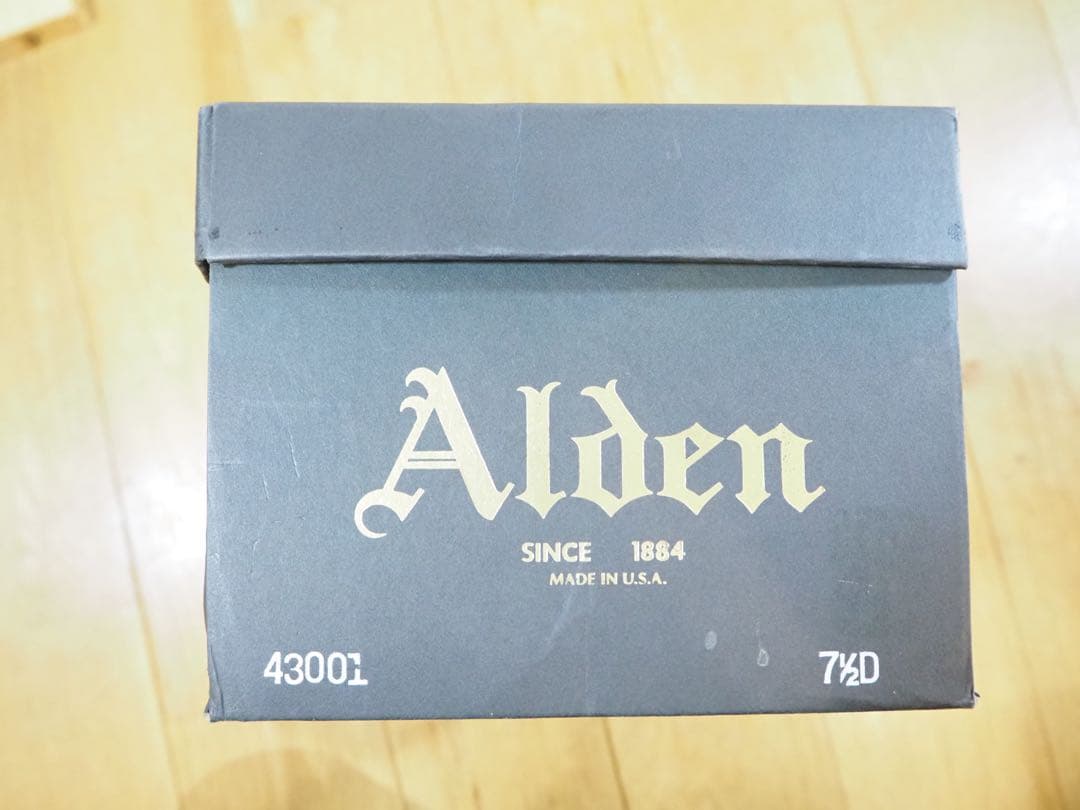 Alden
SINCE 1884
MADE IN U.S.A.
43001 7½D